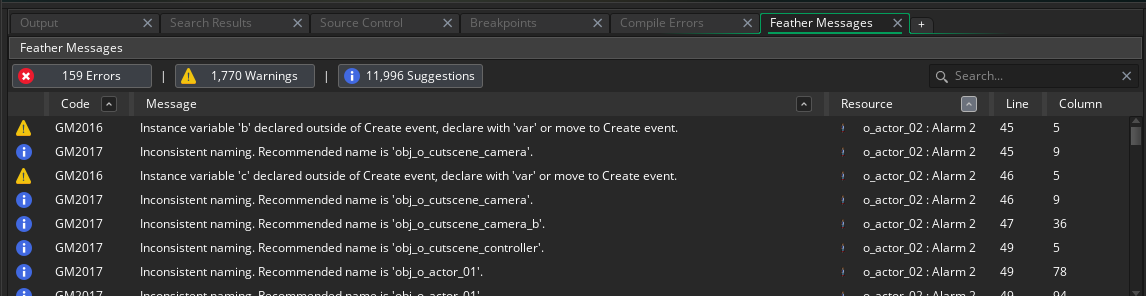 Output Search Results Source Control Breakpoints Compile Errors Feather Messages +
Feather Messages
159 Errors | 1,770 Warnings | 11,996 Suggestions Search...
Code Message Resource Line Column
GM2016 Instance variable 'b' declared outside of Create event, declare with 'var' or move to Create event. o_actor_02 : Alarm 2 45 5
GM2017 Inconsistent naming. Recommended name is 'obj_o_cutscene_camera'. o_actor_02 : Alarm 2 45 9
GM2016 Instance variable 'c' declared outside of Create event, declare with 'var' or move to Create event. o_actor_02 : Alarm 2 46 5
GM2017 Inconsistent naming. Recommended name is 'obj_o_cutscene_camera'. o_actor_02 : Alarm 2 46 9
GM2017 Inconsistent naming. Recommended name is 'obj_o_cutscene_camera_b'. o_actor_02 : Alarm 2 47 36
GM2017 Inconsistent naming. Recommended name is 'obj_o_cutscene_controller'. o_actor_02 : Alarm 2 49 5
GM2017 Inconsistent naming. Recommended name is 'obj_o_actor_01'. o_actor_02 : Alarm 2 49 78
GM2017 Inconsistent naming. Recommended name is 'obj_o_actor_01'. o_actor_02 : Alarm 2 49 94